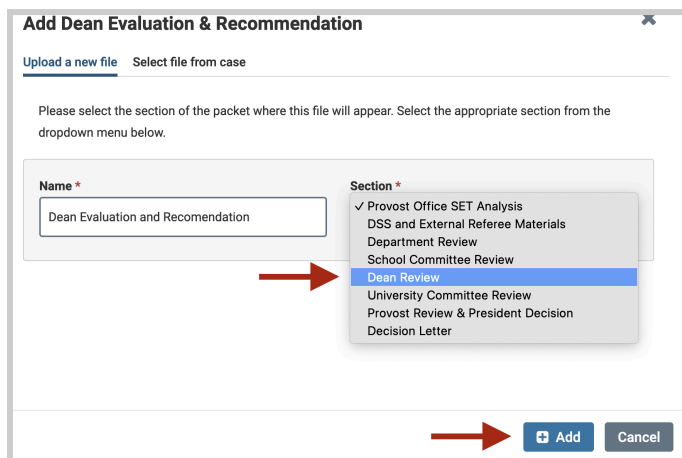 Add Dean Evaluation & Recommendation
Upload a new file Select file from case
Please select the section of the packet where this file will appear. Select the appropriate section from the
dropdown menu below.
Name * Section *
Dean Evaluation and Recomendation
✓ Provost Office SET Analysis
DSS and External Referee Materials
Department Review
School Committee Review
Dean Review
University Committee Review
Provost Review & President Decision
Decision Letter
Add Cancel